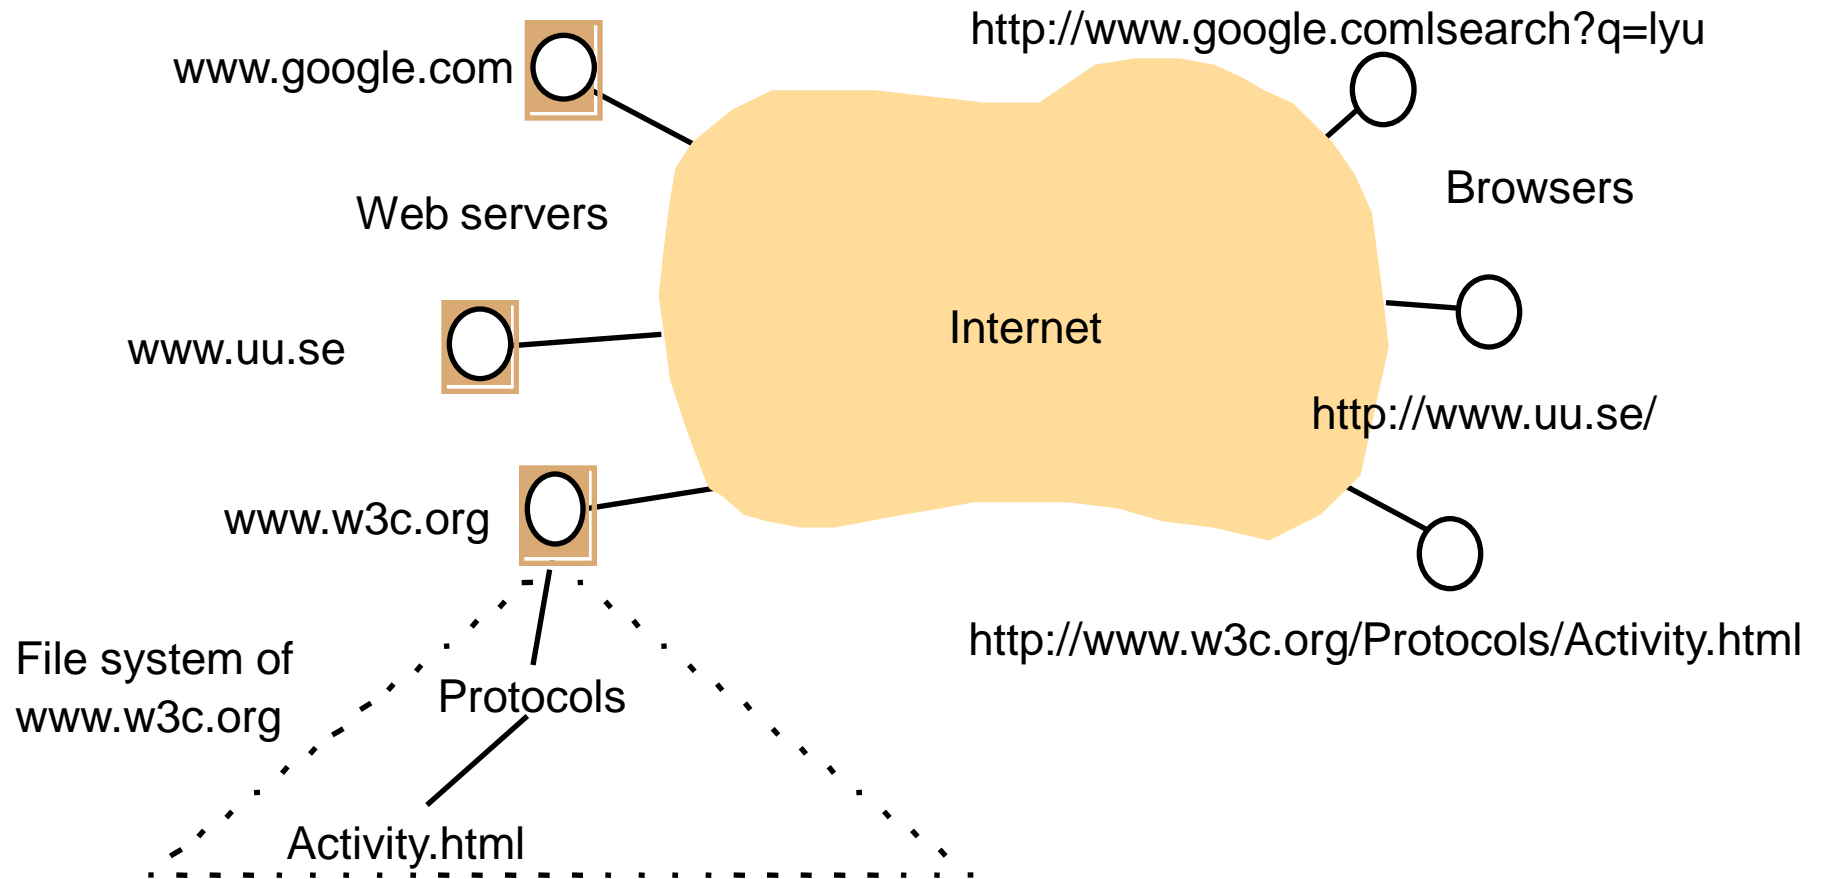 http://www.google.comlsearch?q=lyu
www.google.com
Browsers
Web servers
Internet
www.uu.se
http://www.uu.se/
www.w3c.org
http://www.w3c.org/Protocols/Activity.html
File system of
www.w3c.org
Protocols
Activity.html